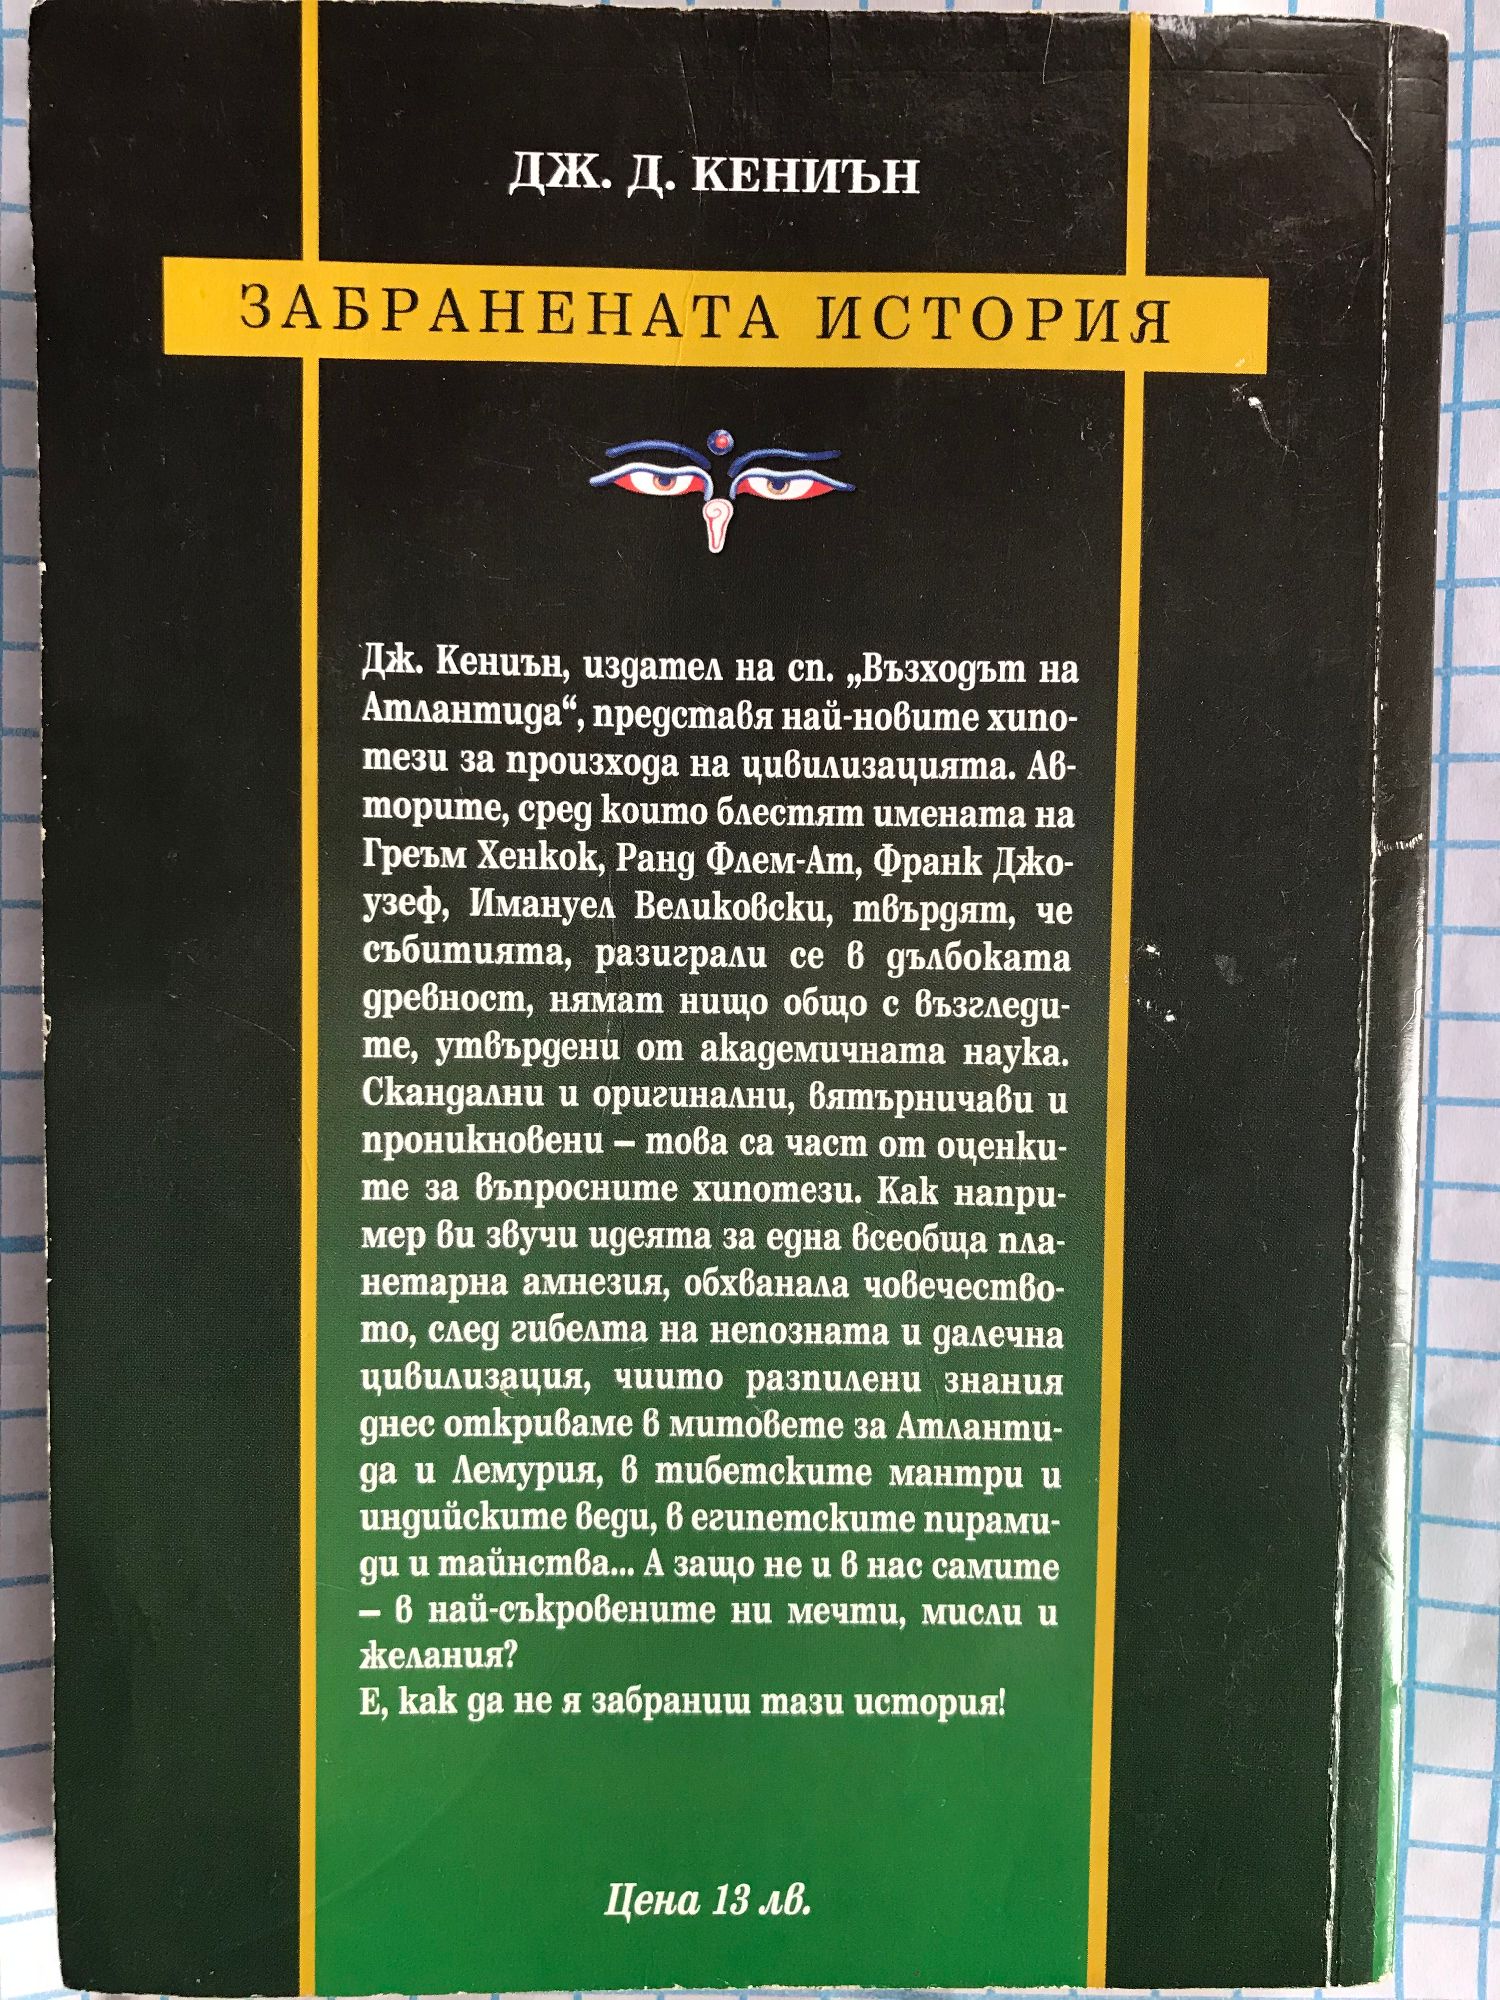 ДЖ. Д. КЕНИЪН
ЗАБРАНЕНАТА ИСТОРИЯ
Дж. Кениън, издател на сп. „Възходът на
Атлантида“, представя най-новите хипо-
тези за произхода на цивилизацията. Ав-
торите, сред които блестят имената на
Греъм Хенкок, Ранд Флем-Ат, Франк Джо-
узеф, Имануел Великовски, твърдят, че
събитията, разиграли се в дълбоката
древност, нямат нищо общо с възгледи-
те, утвърдени от академичната наука.
Скандални и оригинални, вятърничави и
проникновени – това са част от оценки-
те за въпросните хипотези. Как напри-
мер ви звучи идеята за една всеобща пла-
нетарна амнезия, обхванала човечество-
то, след гибелта на непозната и далечна
цивилизация, чиито разпилени знания
днес откриваме в митовете за Атланти-
да и Лемурия, в тибетските мантри и
индийските веди, в египетските пирами-
ди и тайнства... А защо не и в нас самите
– в най-съкровените ни мечти, мисли и
желания?
Е, как да не я забраниш тази история!
Цена 13 лв.